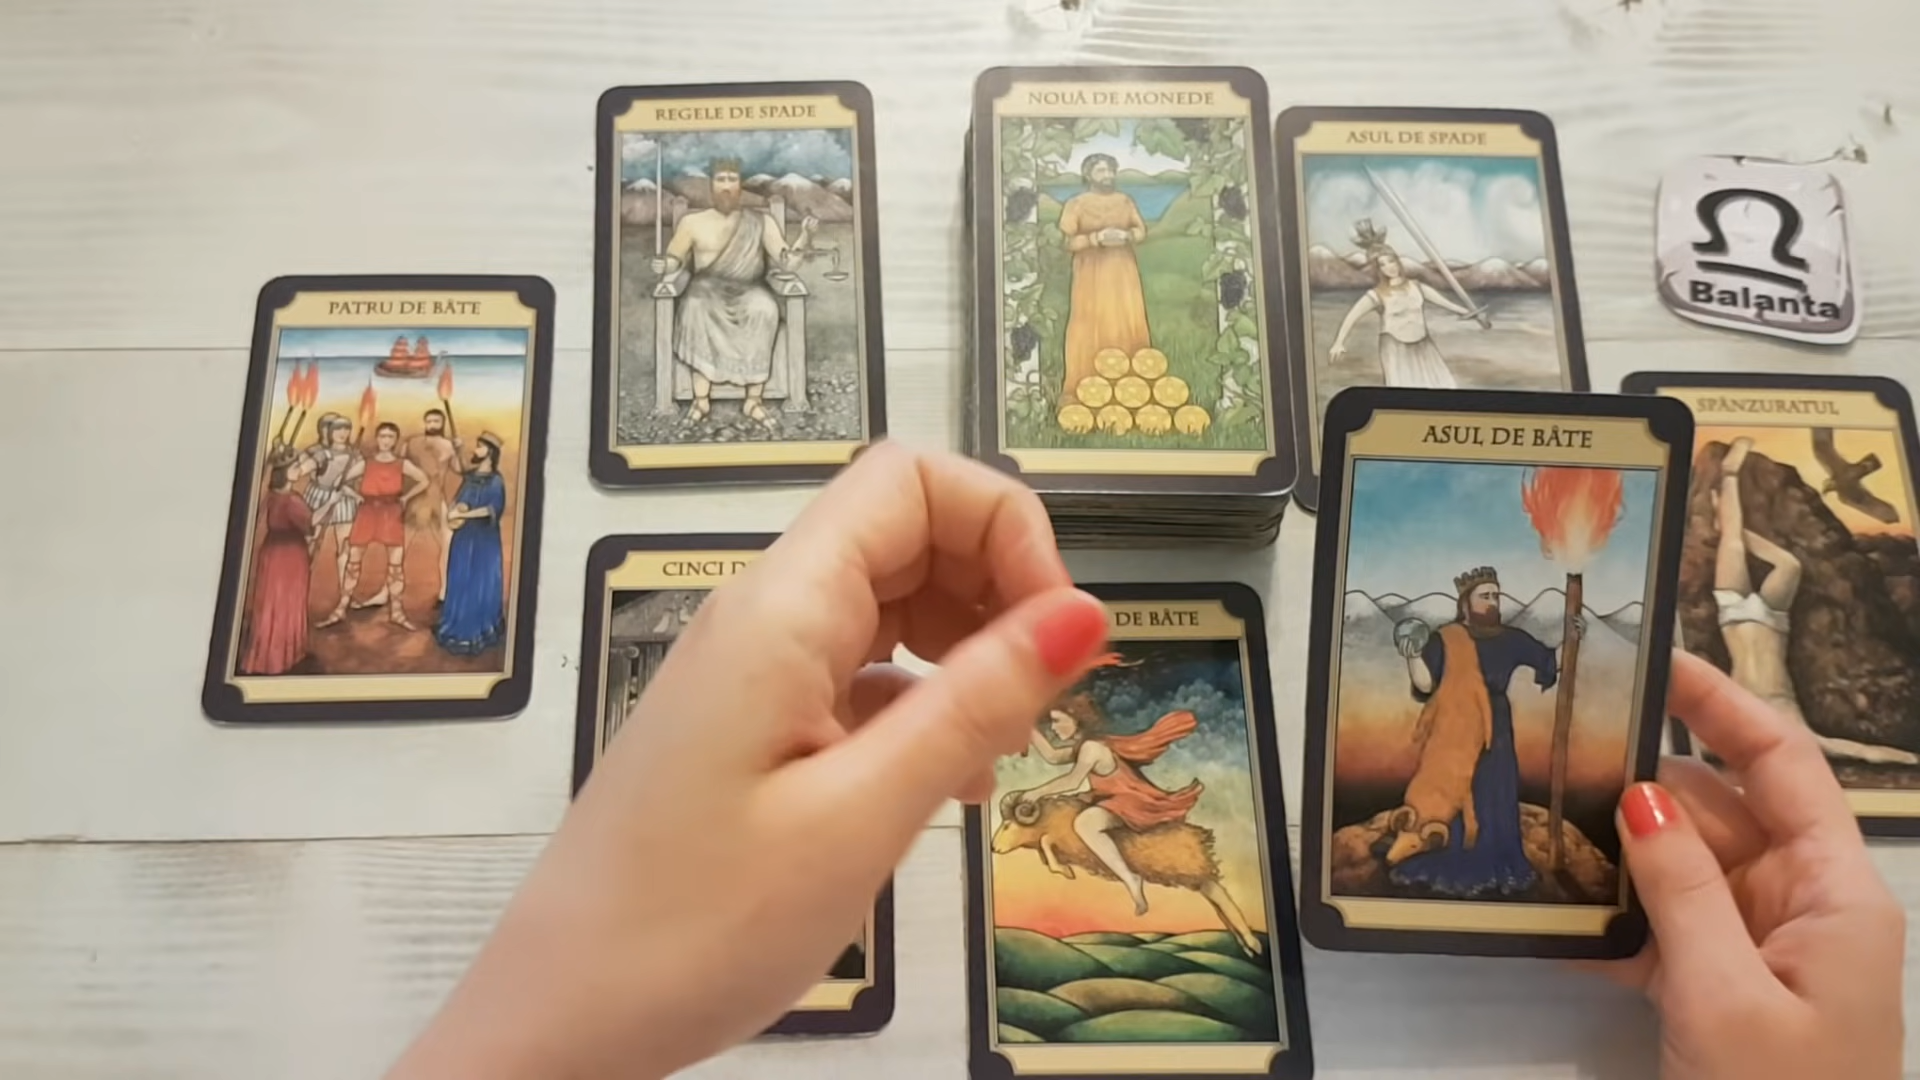 REGELE DE SPADE
NOUĂ DE MONEDE
ASUL DE SPADE
Balanta
PATRU DE BÂTE
SPÂNZURATUL
ASUL DE BÂTE
CINCI
DE BÂTE